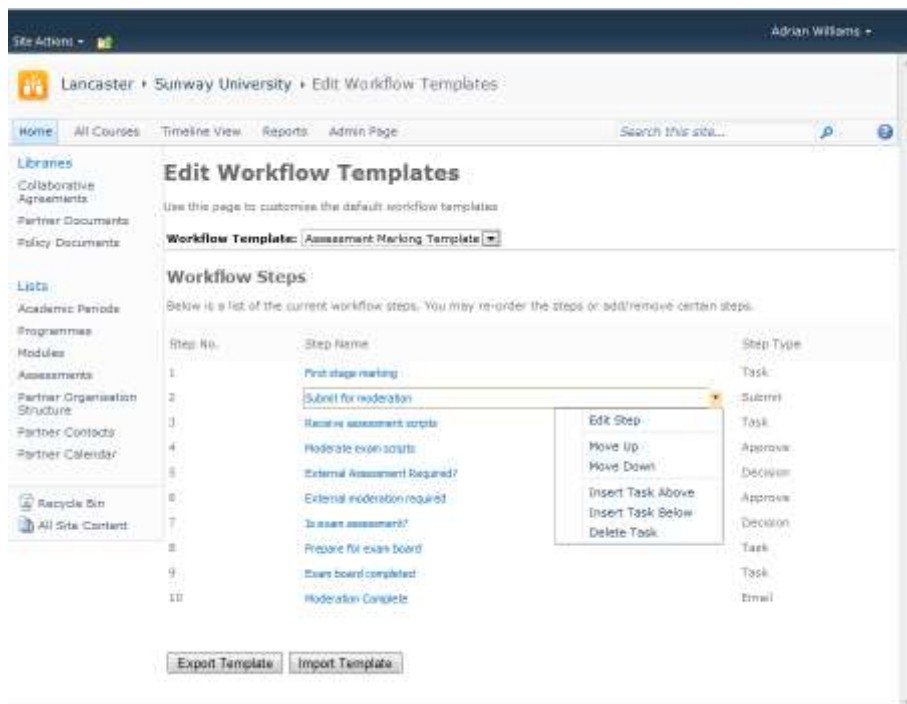 Site Actions
Adrian Williams
Lancaster ▸ Sunway University ▸ Edit Workflow Templates
Home All Courses Timeline View Reports Admin Page Search this site...
Libraries
Collaborative
Agreements
Partner Documents
Policy Documents
Lists
Academic Periods
Programmes
Modules
Assessments
Partner Organisation
Structure
Partner Contacts
Partner Calendar
Recycle Bin
All Site Content
Edit Workflow Templates
Use this page to customise the default workflow templates
Workflow Template: Assessment Marking Template
Workflow Steps
Below is a list of the current workflow steps. You may re-order the steps or add/remove certain steps.
Step No. Step Name Step Type
1 First stage marking Task
2 Submit for moderation Submit
3 Receive assessment scripts Task
4 Moderate exam scripts Approve
5 External Assessment Required? Decision
6 External moderation required Approve
7 Is exam assessment? Decision
8 Prepare for exam board Task
9 Exam board completed Task
10 Moderation Complete Email
Edit Step
Move Up
Move Down
Insert Task Above
Insert Task Below
Delete Task
Export Template Import Template